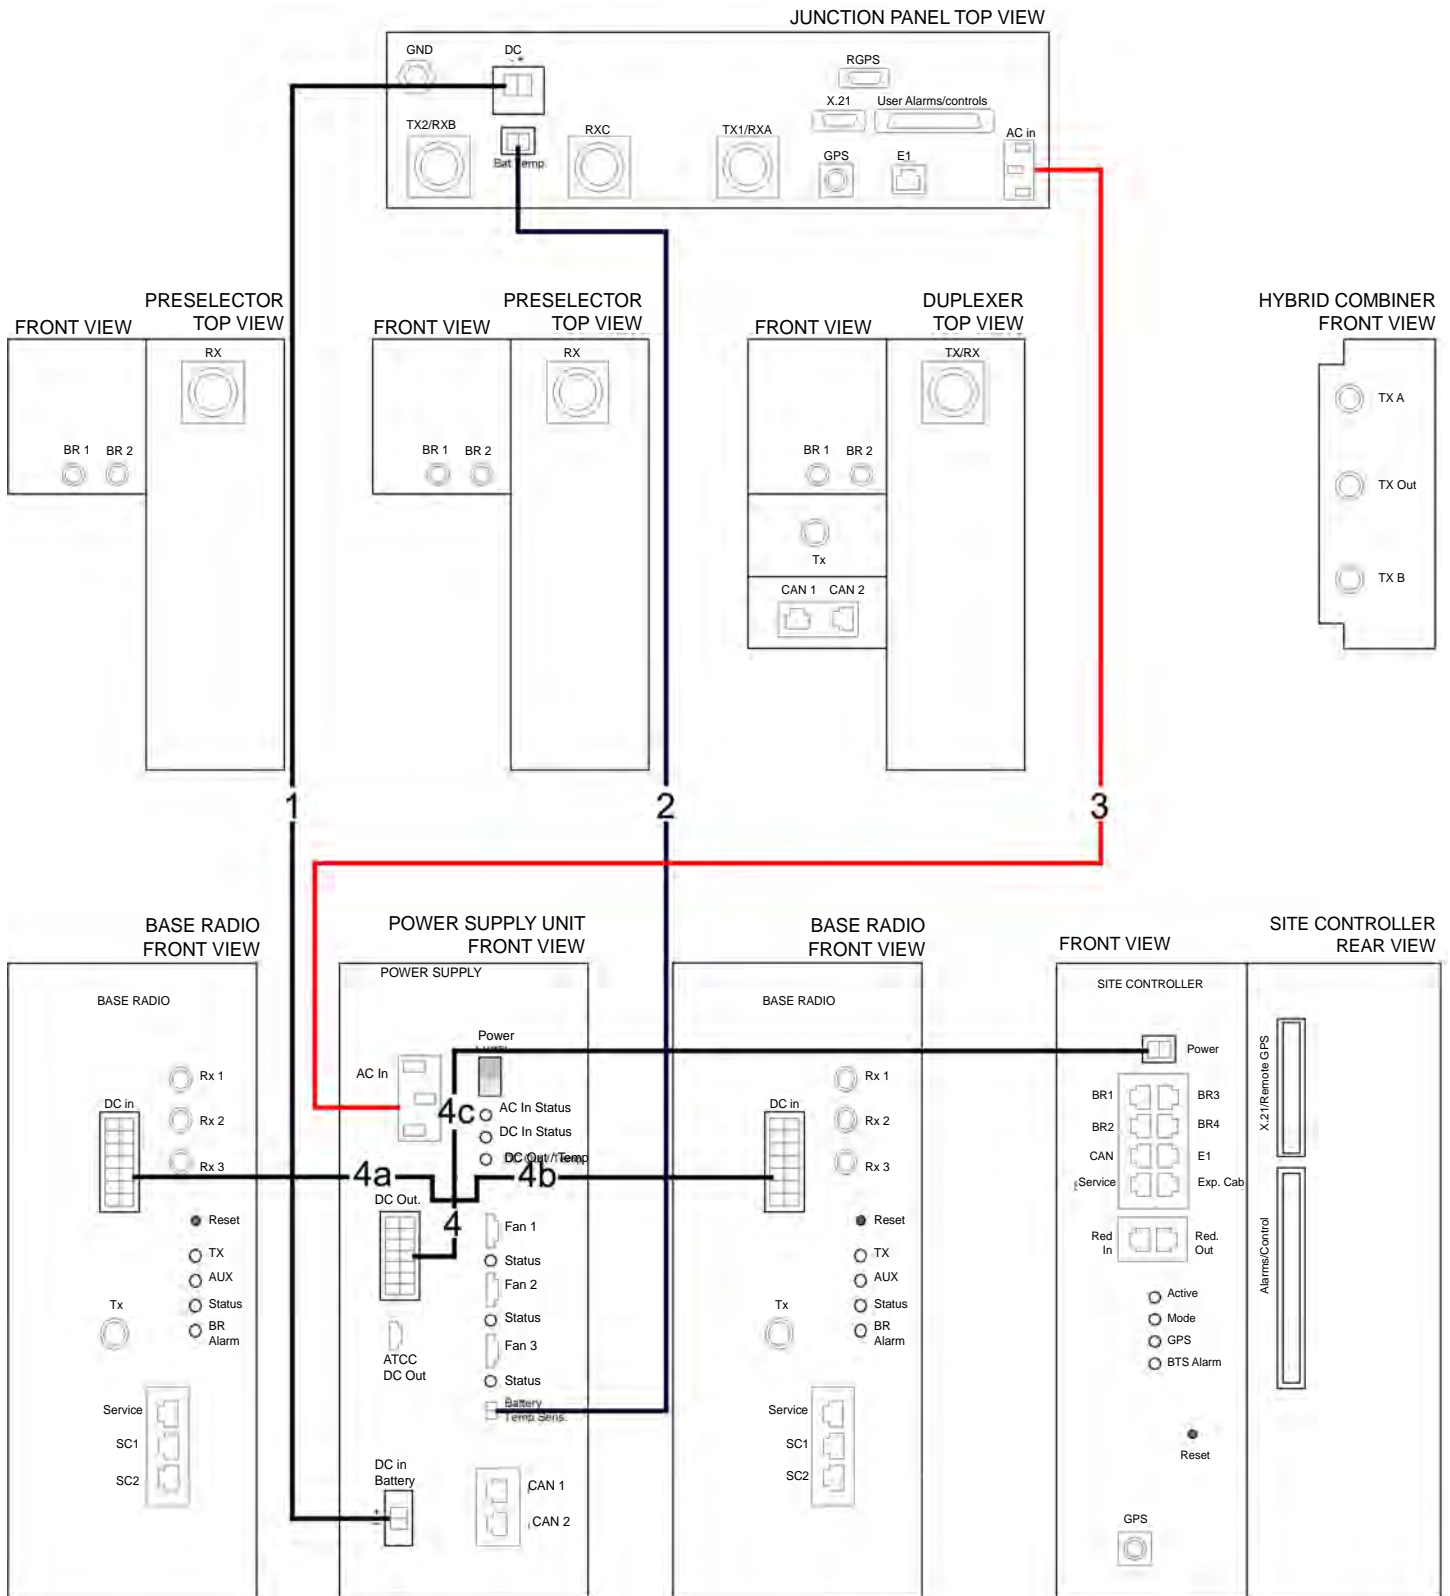 JUNCTION PANEL TOP VIEW
GND
DC
- +
RGPS
X.21
User Alarms/controls
TX2/RXB
Bat Temp.
RXC
TX1/RXA
GPS
E1
AC in
PRESELECTOR
TOP VIEW
FRONT VIEW
RX
BR 1 BR 2
PRESELECTOR
TOP VIEW
FRONT VIEW
RX
BR 1 BR 2
DUPLEXER
TOP VIEW
FRONT VIEW
TX/RX
BR 1 BR 2
Tx
CAN 1 CAN 2
HYBRID COMBINER
FRONT VIEW
TX A
TX Out
TX B
1
2
3
BASE RADIO
FRONT VIEW
BASE RADIO
Rx 1
DC in
Rx 2
Rx 3
Reset
TX
AUX
Status
BR
Alarm
Tx
Service
SC1
SC2
POWER SUPPLY UNIT
FRONT VIEW
POWER SUPPLY
Power
AC In
4c
AC In Status
DC In Status
DC Out/Temp
4a
4b
DC Out.
4
Fan 1
Status
Fan 2
Status
Fan 3
Status
ATCC
DC Out
Battery
Temp Sens.
DC in
Battery
+
-
CAN 1
CAN 2
BASE RADIO
FRONT VIEW
BASE RADIO
Rx 1
DC in
Rx 2
Rx 3
Reset
TX
AUX
Status
BR
Alarm
Tx
Service
SC1
SC2
SITE CONTROLLER
REAR VIEW
FRONT VIEW
SITE CONTROLLER
Power
BR1
BR3
BR2
BR4
CAN
E1
Service
Exp. Cab
Red
In
Red.
Out
Active
Mode
GPS
BTS Alarm
Reset
GPS
X.21/Remote GPS
Alarms/Control